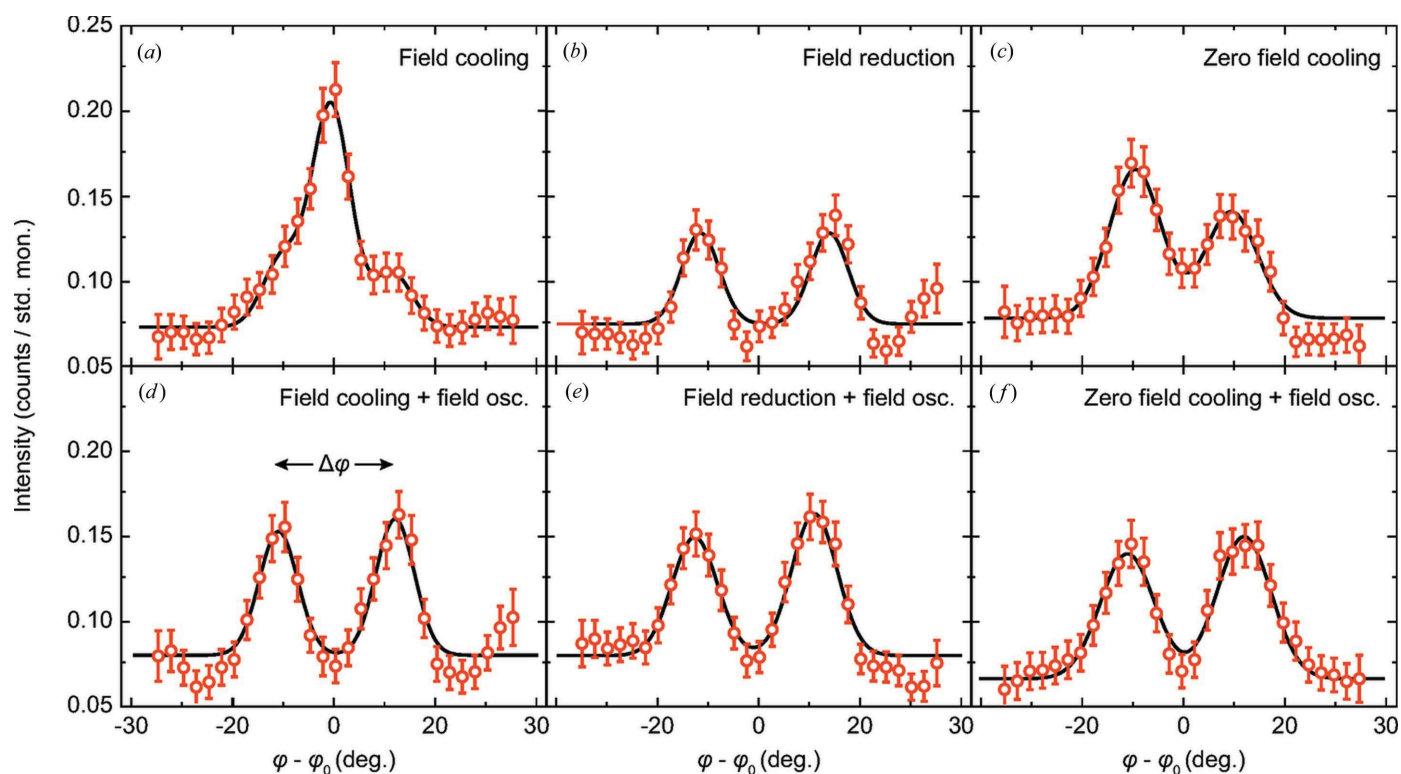 0.25
(a)
Field cooling
(b)
Field reduction
(c)
Zero field cooling
0.20
0.15
0.10
0.05
(d)
Field cooling + field osc.
(e)
Field reduction + field osc.
(f)
Zero field cooling + field osc.
0.20
Δφ
0.15
0.10
0.05
Intensity (counts / std. mon.)
-30 -20 0 20 30 -20 0 20 30 -20 0 20 30
φ - φ0 (deg.) φ - φ0 (deg.) φ - φ0 (deg.)